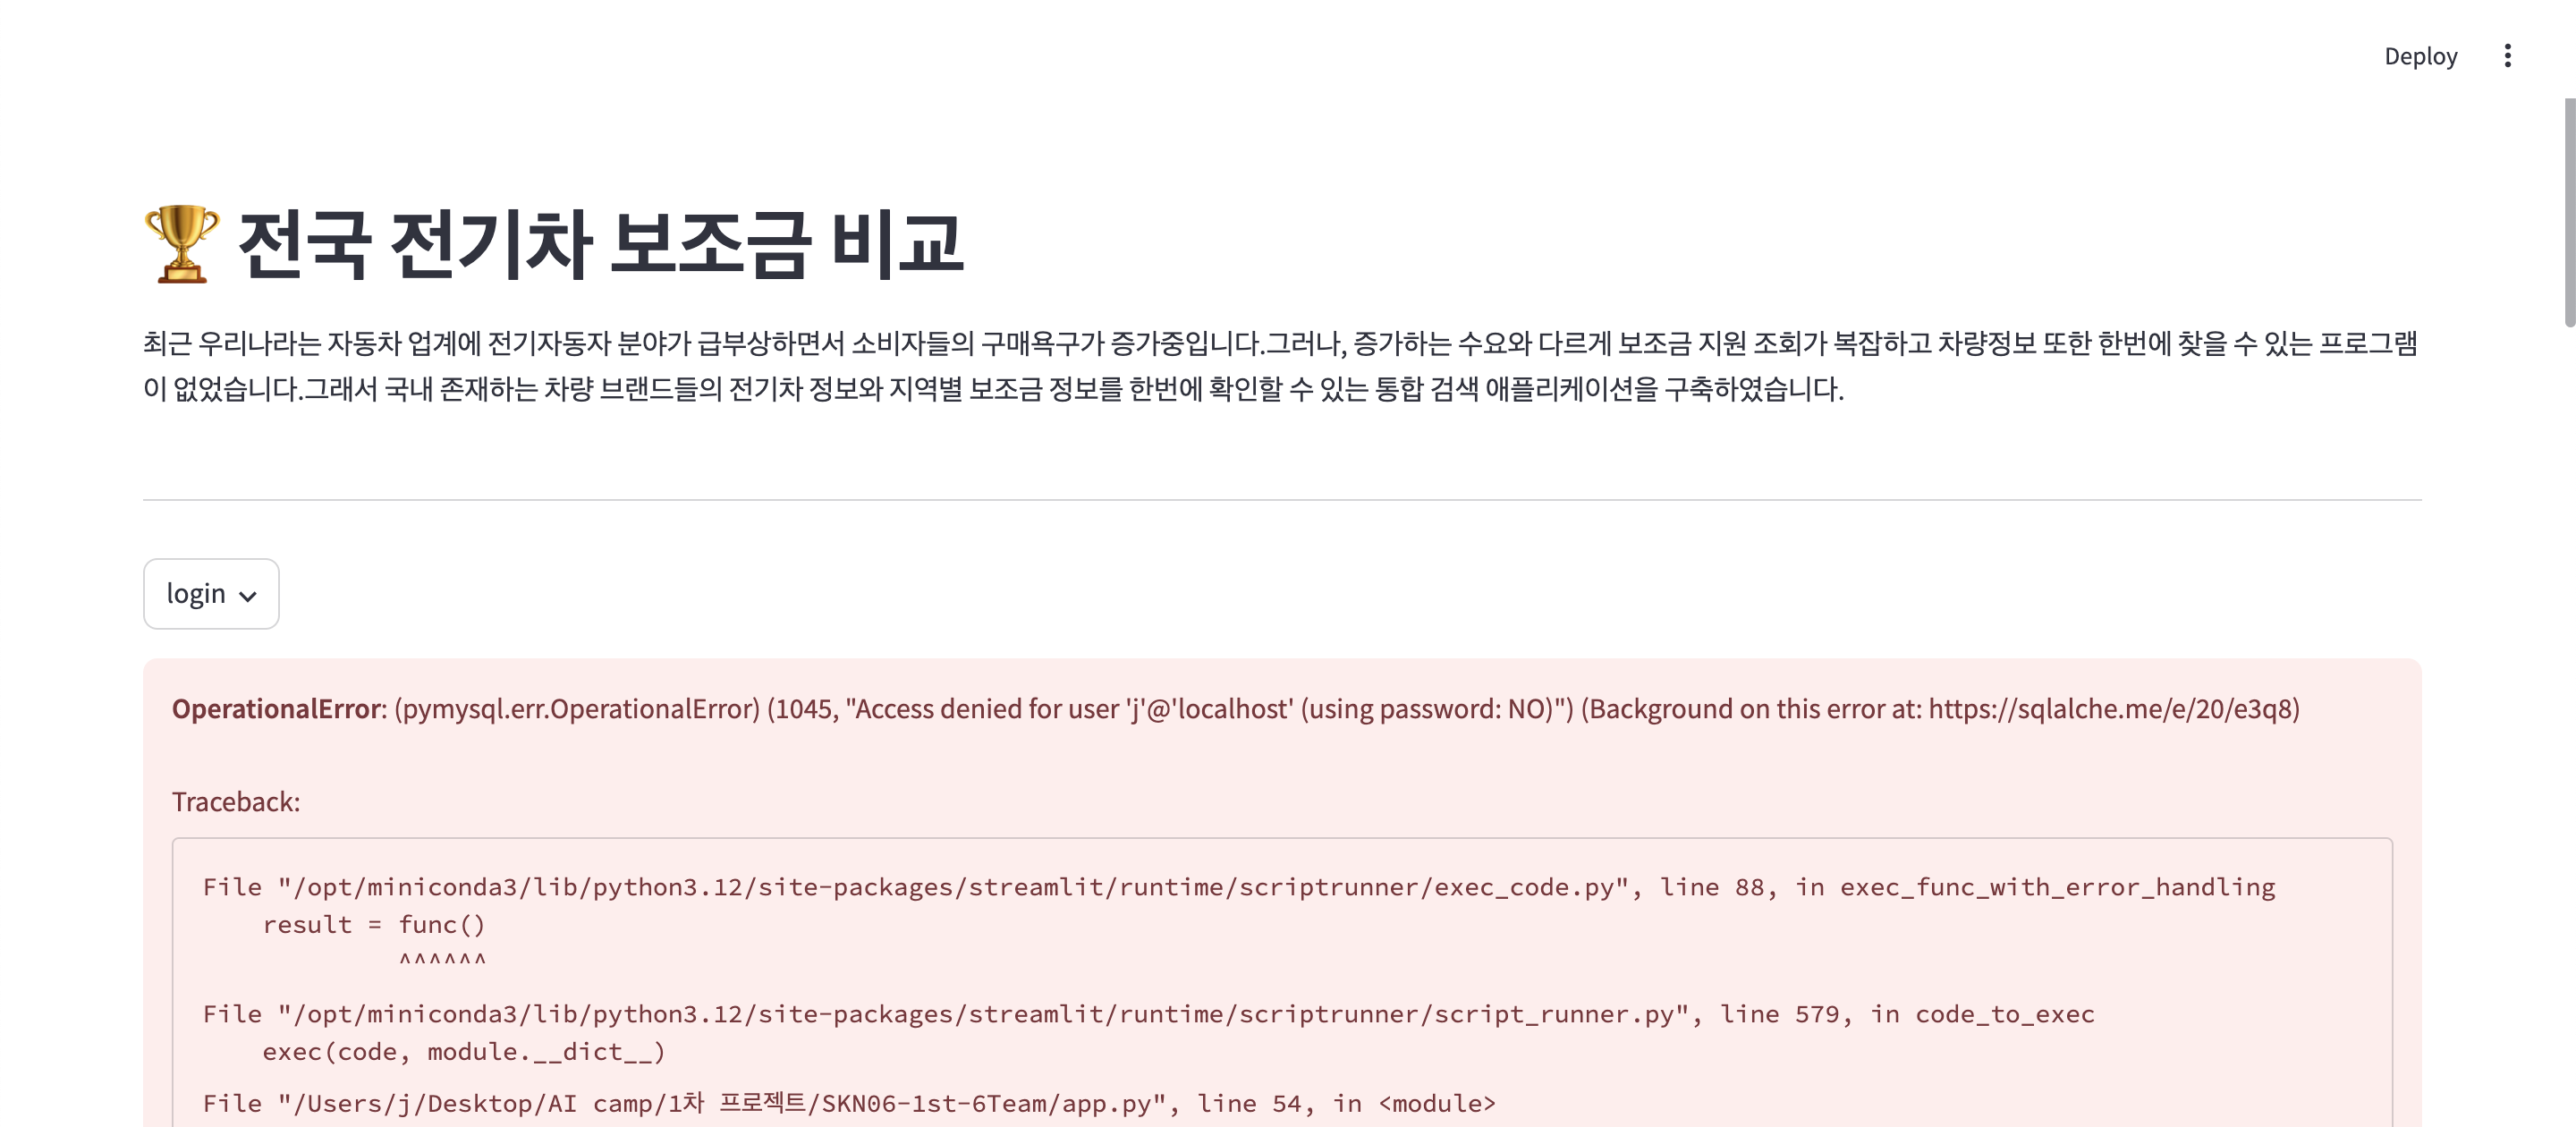 Deploy
🏆 전국 전기차 보조금 비교
최근 우리나라는 자동차 업계에 전기자동자 분야가 급부상하면서 소비자들의 구매욕구가 증가중입니다.그러나, 증가하는 수요와 다르게 보조금 지원 조회가 복잡하고 차량정보 또한 한번에 찾을 수 있는 프로그램
이 없었습니다.그래서 국내 존재하는 차량 브랜드들의 전기차 정보와 지역별 보조금 정보를 한번에 확인할 수 있는 통합 검색 애플리케이션을 구축하였습니다.
login
OperationalError: (pymysql.err.OperationalError) (1045, "Access denied for user 'j'@'localhost' (using password: NO)") (Background on this error at: https://sqlalche.me/e/20/e3q8)
Traceback:
File "/opt/miniconda3/lib/python3.12/site-packages/streamlit/runtime/scriptrunner/exec_code.py", line 88, in exec_func_with_error_handling
    result = func()
             ^^^^^^
File "/opt/miniconda3/lib/python3.12/site-packages/streamlit/runtime/scriptrunner/script_runner.py", line 579, in code_to_exec
    exec(code, module.__dict__)
File "/Users/j/Desktop/AI camp/1차 프로젝트/SKN06-1st-6Team/app.py", line 54, in <module>